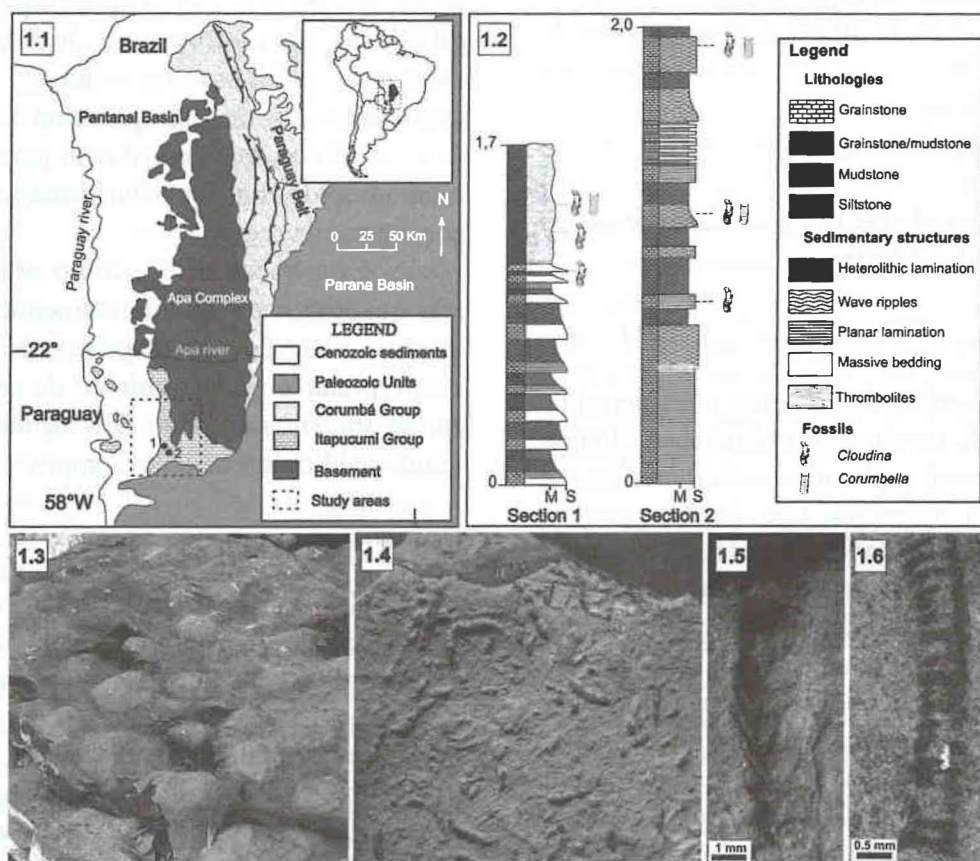 1.1
Brazil
Pantanal Basin
Paraguay river
Paraguay Belt
N
0 25 50 Km
Parana Basin
Apa Complex
Apa river
−22°
Paraguay
1
2
58°W
LEGEND
Cenozoic sediments
Paleozoic Units
Corumbá Group
Itapucumi Group
Basement
Study areas
1.2
1,7
0
M S
Section 1
2,0
0
M S
Section 2
Legend
Lithologies
Grainstone
Grainstone/mudstone
Mudstone
Siltstone
Sedimentary structures
Heterolithic lamination
Wave ripples
Planar lamination
Massive bedding
Thrombolites
Fossils
Cloudina
Corumbella
1.3
1.4
1.5
1 mm
1.6
0.5 mm